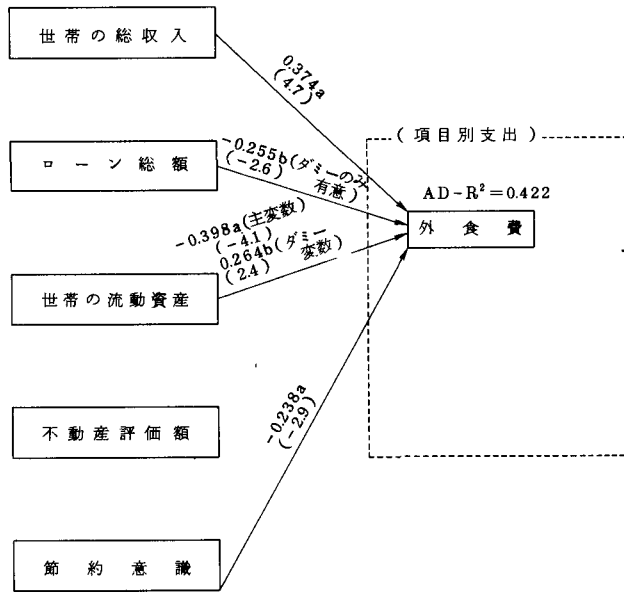 世帯の総収入
0.374a
(4.7)
(項目別支出)
ローン総額
-0.255b(ダミーのみ
(-2.6) 有意)
AD-R²=0.422
外食費
-0.398a(主変数)
(-4.1)
0.264b(ダミー
(2.4) 変数)
世帯の流動資産
不動産評価額
-0.238a
(-2.9)
節約意識